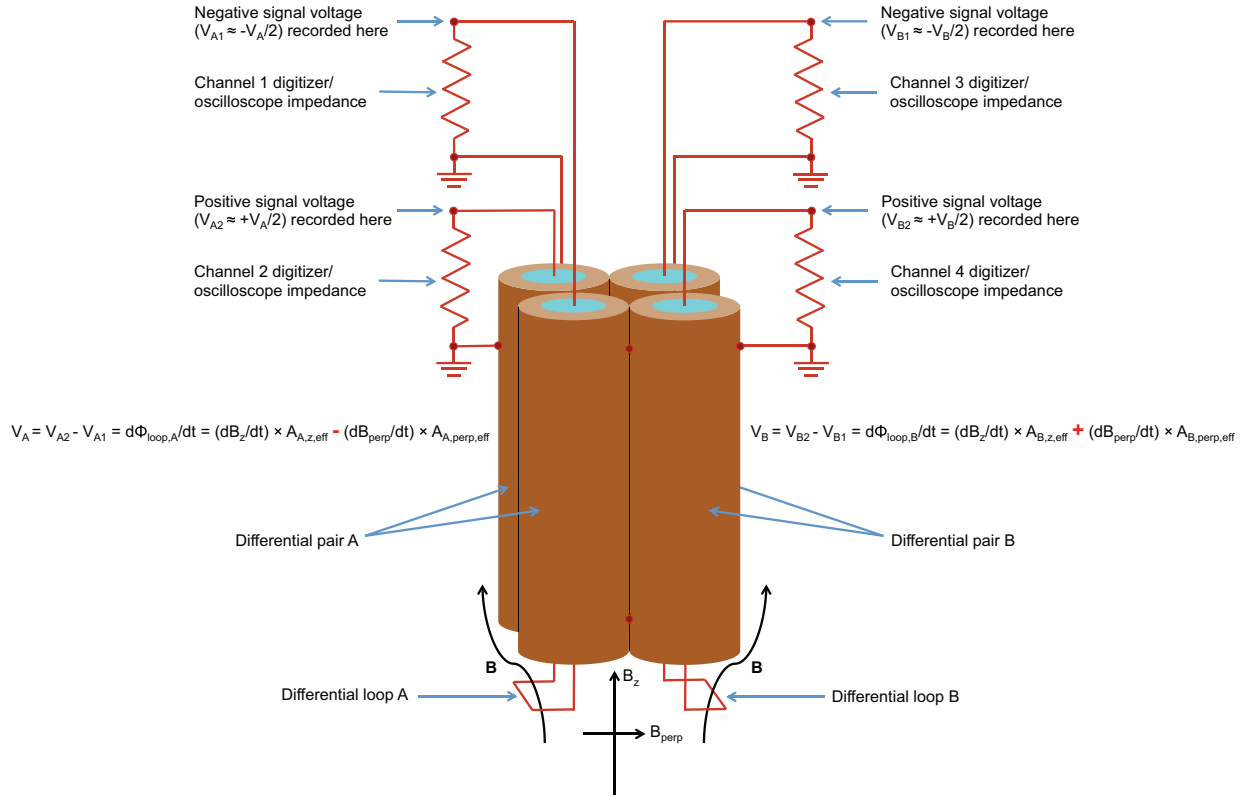 Negative signal voltage
(V_A1 ≈ -V_A/2) recorded here
Channel 1 digitizer/
oscilloscope impedance
Positive signal voltage
(V_A2 ≈ +V_A/2) recorded here
Channel 2 digitizer/
oscilloscope impedance
Negative signal voltage
(V_B1 ≈ -V_B/2) recorded here
Channel 3 digitizer/
oscilloscope impedance
Positive signal voltage
(V_B2 ≈ +V_B/2) recorded here
Channel 4 digitizer/
oscilloscope impedance
V_A = V_A2 - V_A1 = dΦ_loop,A/dt = (dB_z/dt) × A_A,z,eff - (dB_perp/dt) × A_A,perp,eff
V_B = V_B2 - V_B1 = dΦ_loop,B/dt = (dB_z/dt) × A_B,z,eff + (dB_perp/dt) × A_B,perp,eff
Differential pair A
Differential pair B
B
B
B_z
Differential loop A
Differential loop B
B_perp